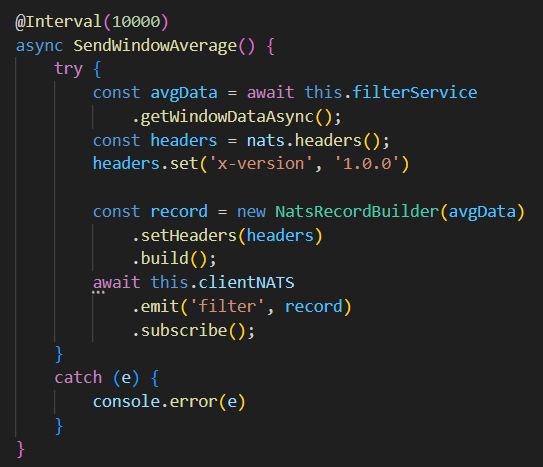 @Interval(10000)
async SendWindowAverage() {
    try {
        const avgData = await this.filterService
            .getWindowDataAsync();
        const headers = nats.headers();
        headers.set('x-version', '1.0.0')

        const record = new NatsRecordBuilder(avgData)
            .setHeaders(headers)
            .build();
        await this.clientNATS
            .emit('filter', record)
            .subscribe();
    }
    catch (e) {
        console.error(e)
    }
}